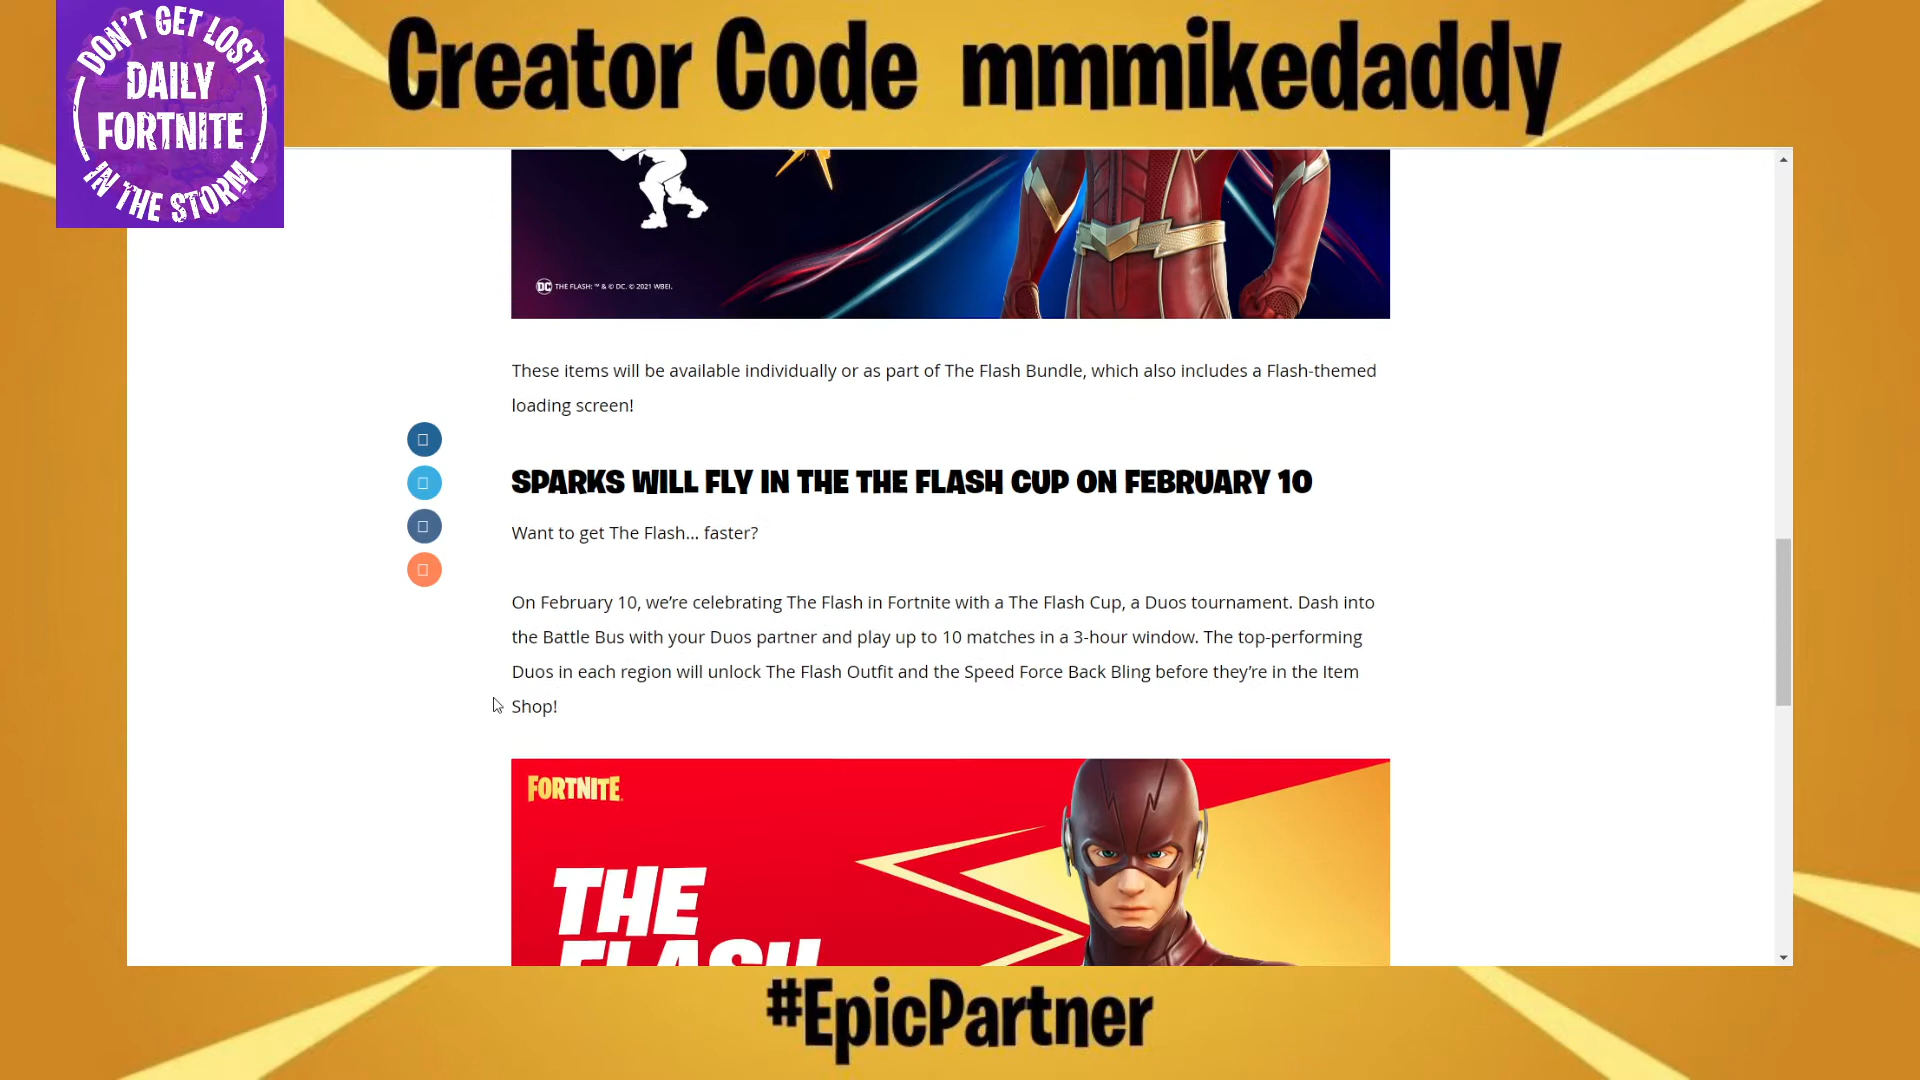 DON'T GET LOST
DAILY
FORTNITE
IN THE STORM
Creator Code mmmikedaddy
DC THE FLASH: ™ & © DC. © 2021 WBEI.
These items will be available individually or as part of The Flash Bundle, which also includes a Flash-themed
loading screen!
SPARKS WILL FLY IN THE THE FLASH CUP ON FEBRUARY 10
Want to get The Flash... faster?
On February 10, we’re celebrating The Flash in Fortnite with a The Flash Cup, a Duos tournament. Dash into
the Battle Bus with your Duos partner and play up to 10 matches in a 3-hour window. The top-performing
Duos in each region will unlock The Flash Outfit and the Speed Force Back Bling before they’re in the Item
Shop!
FORTNITE
THE
FLASH
#EpicPartner